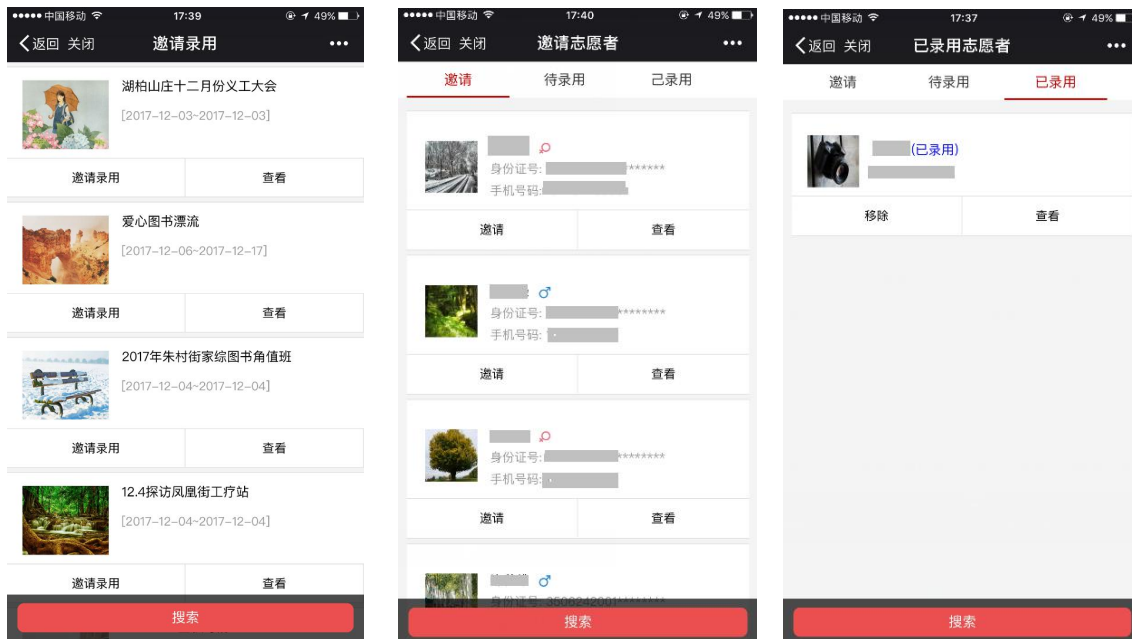 中国移动 17:39 49%
返回 关闭 邀请录用
湖柏山庄十二月份义工大会
[2017-12-03~2017-12-03]
邀请录用 查看
爱心图书漂流
[2017-12-06~2017-12-17]
邀请录用 查看
2017年朱村街家综图书角值班
[2017-12-04~2017-12-04]
邀请录用 查看
12.4探访凤凰街工疗站
[2017-12-04~2017-12-04]
邀请录用 查看
搜索
中国移动 17:40 49%
返回 关闭 邀请志愿者
邀请 待录用 己录用
身份证号: ******
手机号码:
邀请 查看
身份证号: ********
手机号码:
邀请 查看
身份证号: ********
手机号码:
邀请 查看
身份证号:
搜索
中国移动 17:37 49%
返回 关闭 已录用志愿者
邀请 待录用 已录用
(已录用)
移除 查看
搜索